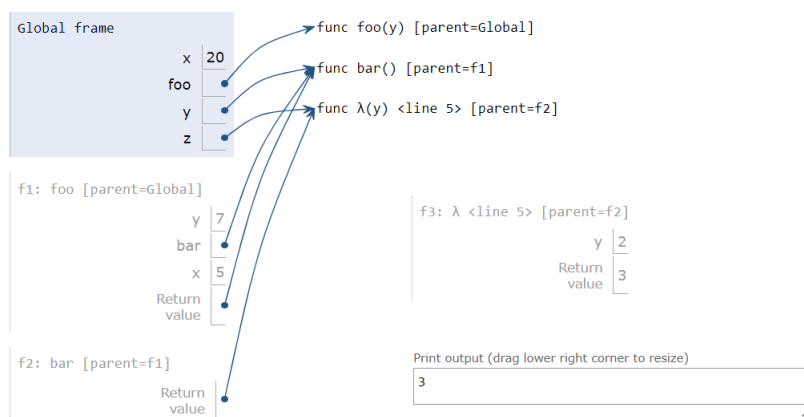 Global frame
x 20
foo
y
z
func foo(y) [parent=Global]
func bar() [parent=f1]
func λ(y) <line 5> [parent=f2]
f1: foo [parent=Global]
y 7
bar
x 5
Return
value
f2: bar [parent=f1]
Return
value
f3: λ <line 5> [parent=f2]
y 2
Return
value 3
Print output (drag lower right corner to resize)
3